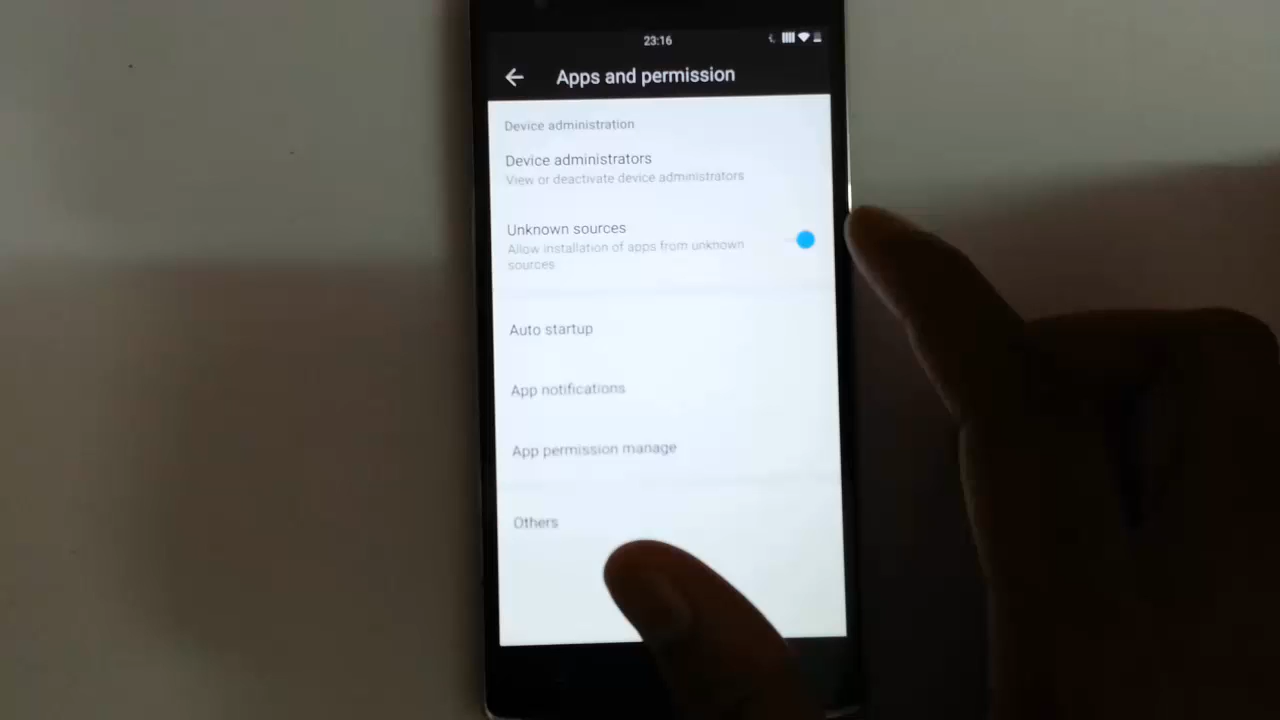 23:16
Apps and permission
Device administration
Device administrators
View or deactivate device administrators
Unknown sources
Allow installation of apps from unknown
sources
Auto startup
App notifications
App permission manage
Others